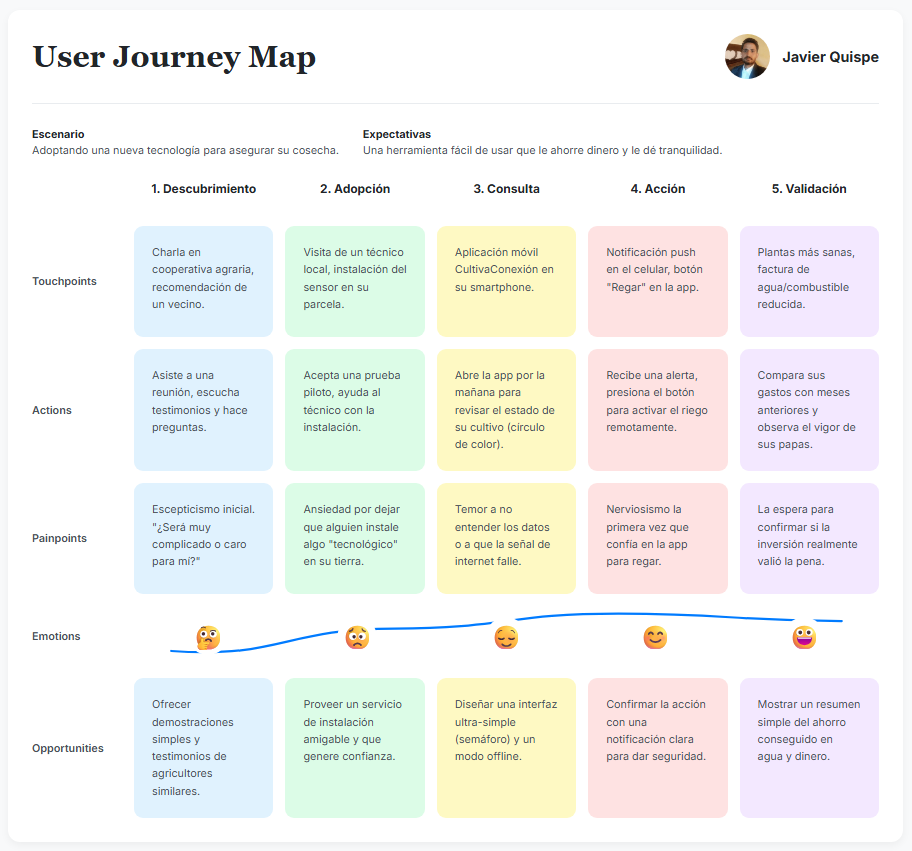 User Journey Map
Javier Quispe
Escenario
Adoptando una nueva tecnología para asegurar su cosecha.
Expectativas
Una herramienta fácil de usar que le ahorre dinero y le dé tranquilidad.
1. Descubrimiento
2. Adopción
3. Consulta
4. Acción
5. Validación
Touchpoints
Charla en
cooperativa agraria,
recomendación de
un vecino.
Visita de un técnico
local, instalación del
sensor en su
parcela.
Aplicación móvil
CultivaConexión en
su smartphone.
Notificación push
en el celular, botón
"Regar" en la app.
Plantas más sanas,
factura de
agua/combustible
reducida.
Actions
Asiste a una
reunión, escucha
testimonios y hace
preguntas.
Acepta una prueba
piloto, ayuda al
técnico con la
instalación.
Abre la app por la
mañana para
revisar el estado de
su cultivo (círculo
de color).
Recibe una alerta,
presiona el botón
para activar el riego
remotamente.
Compara sus
gastos con meses
anteriores y
observa el vigor de
sus papas.
Painpoints
Escepticismo inicial.
"¿Será muy
complicado o caro
para mí?"
Ansiedad por dejar
que alguien instale
algo "tecnológico"
en su tierra.
Temor a no
entender los datos
o a que la señal de
internet falle.
Nerviosismo la
primera vez que
confía en la app
para regar.
La espera para
confirmar si la
inversión realmente
valió la pena.
Emotions
Opportunities
Ofrecer
demostraciones
simples y
testimonios de
agricultores
similares.
Proveer un servicio
de instalación
amigable y que
genere confianza.
Diseñar una interfaz
ultra-simple
(semáforo) y un
modo offline.
Confirmar la acción
con una
notificación clara
para dar seguridad.
Mostrar un resumen
simple del ahorro
conseguido en
agua y dinero.